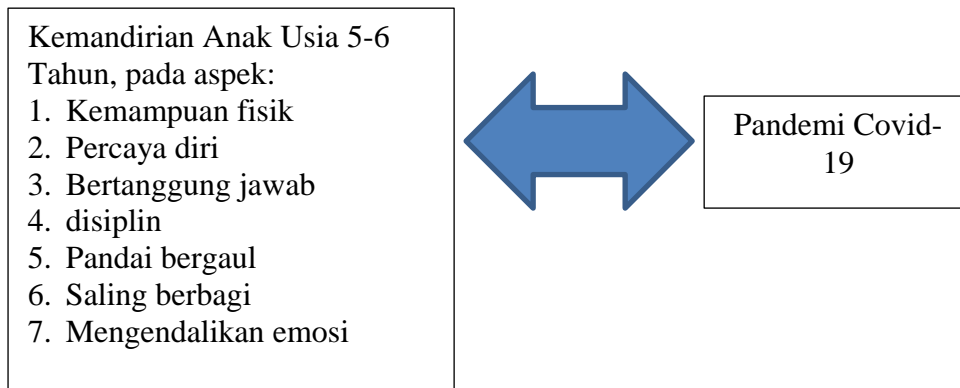 Kemandirian Anak Usia 5-6
Tahun, pada aspek:
1. Kemampuan fisik
2. Percaya diri
3. Bertanggung jawab
4. disiplin
5. Pandai bergaul
6. Saling berbagi
7. Mengendalikan emosi
Pandemi Covid-
19